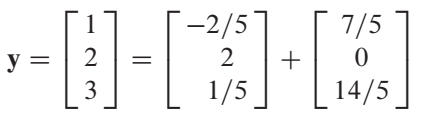 y = [ 1 2 3 ] = [ −2/5 2 1/5 ] + [ 7/5 0 14/5 ]